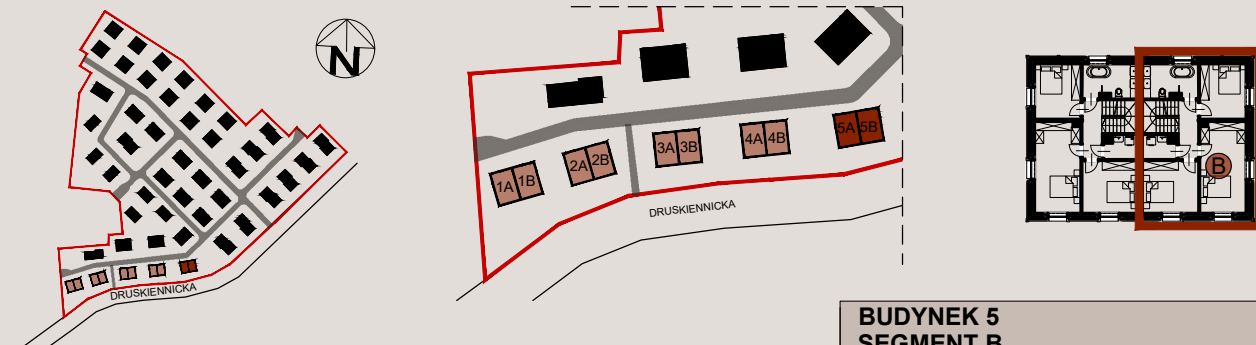 N
DRUSKIENNICKA
1A 1B
2A 2B
3A 3B
4A 4B
5A 5B
DRUSKIENNICKA
B
BUDYNEK 5
SEGMENT B